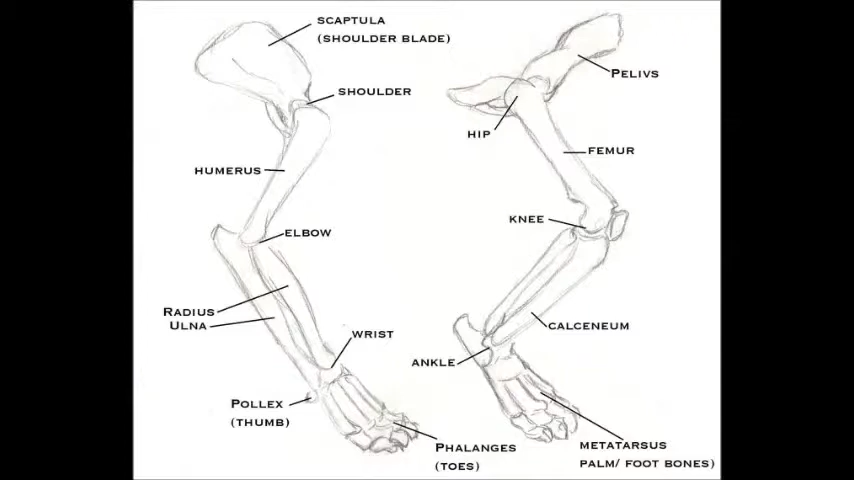 SCAPTULA
(SHOULDER BLADE)
SHOULDER
HUMERUS
ELBOW
RADIUS
ULNA
WRIST
POLLEX
(THUMB)
PHALANGES
(TOES)
PELIVS
HIP
FEMUR
KNEE
CALCENEUM
ANKLE
METATARSUS
PALM/ FOOT BONES)